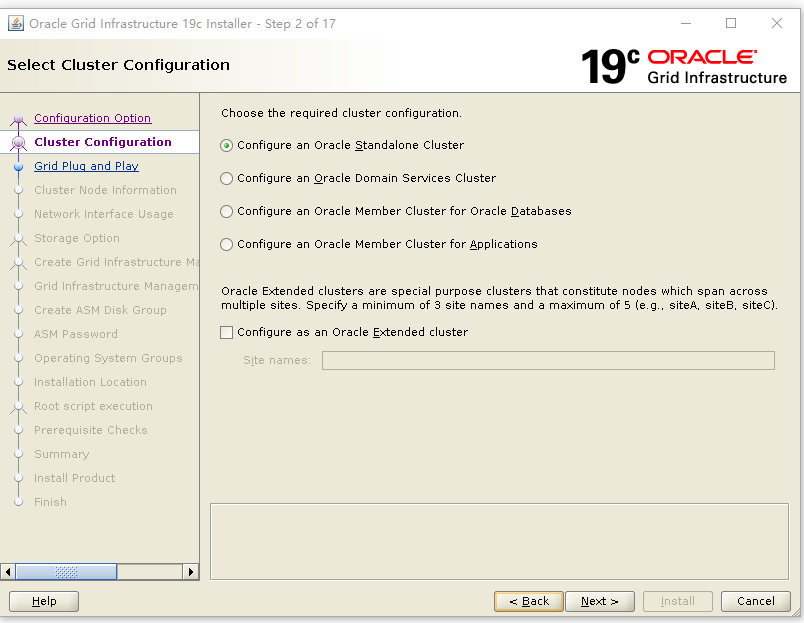 Oracle Grid Infrastructure 19c Installer - Step 2 of 17
Select Cluster Configuration
19c ORACLE
Grid Infrastructure
Configuration Option
Cluster Configuration
Grid Plug and Play
Cluster Node Information
Network Interface Usage
Storage Option
Create Grid Infrastructure Ma
Grid Infrastructure Managem
Create ASM Disk Group
ASM Password
Operating System Groups
Installation Location
Root script execution
Prerequisite Checks
Summary
Install Product
Finish
Choose the required cluster configuration.
Configure an Oracle Standalone Cluster
Configure an Oracle Domain Services Cluster
Configure an Oracle Member Cluster for Oracle Databases
Configure an Oracle Member Cluster for Applications
Oracle Extended clusters are special purpose clusters that constitute nodes which span across
multiple sites. Specify a minimum of 3 site names and a maximum of 5 (e.g., siteA, siteB, siteC).
Configure as an Oracle Extended cluster
Site names:
Help
< Back
Next >
Install
Cancel